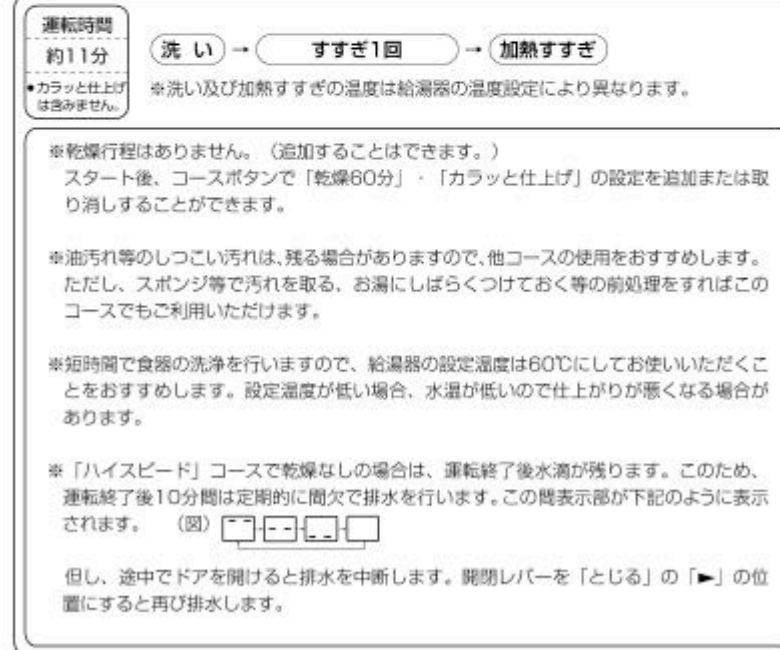 運転時間
約11分
●カラッと仕上げ
は含みません。
洗い → すすぎ1回 → 加熱すすぎ
※洗い及び加熱すすぎの温度は給湯器の温度設定により異なります。
※乾燥行程はありません。（追加することはできます。）
スタート後、コースボタンで「乾燥60分」・「カラッと仕上げ」の設定を追加または取
り消しすることができます。
※油汚れ等のしつこい汚れは、残る場合がありますので、他コースの使用をおすすめします。
ただし、スポンジ等で汚れを取る、お湯にしばらくつけておく等の前処理をすればこの
コースでもご利用いただけます。
※短時間で食器の洗浄を行いますので、給湯器の設定温度は60℃にしてお使いいただくこ
とをおすすめします。設定温度が低い場合、水温が低いので仕上がりが悪くなる場合が
あります。
※「ハイスピード」コースで乾燥なしの場合は、運転終了後水滴が残ります。このため、
運転終了後10分間は定期的に間欠で排水を行います。この間表示部が下記のように表示
されます。 （図）
但し、途中でドアを開けると排水を中断します。開閉レバーを「とじる」の「►」の位
置にすると再び排水します。